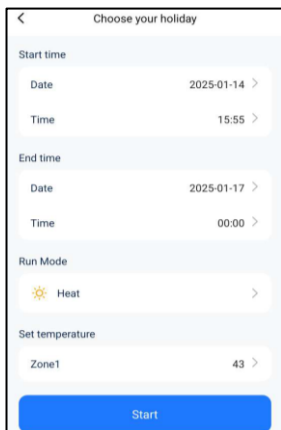 Choose your holiday
Start time
Date 2025-01-14
Time 15:55
End time
Date 2025-01-17
Time 00:00
Run Mode
Heat
Set temperature
Zone1 43
Start